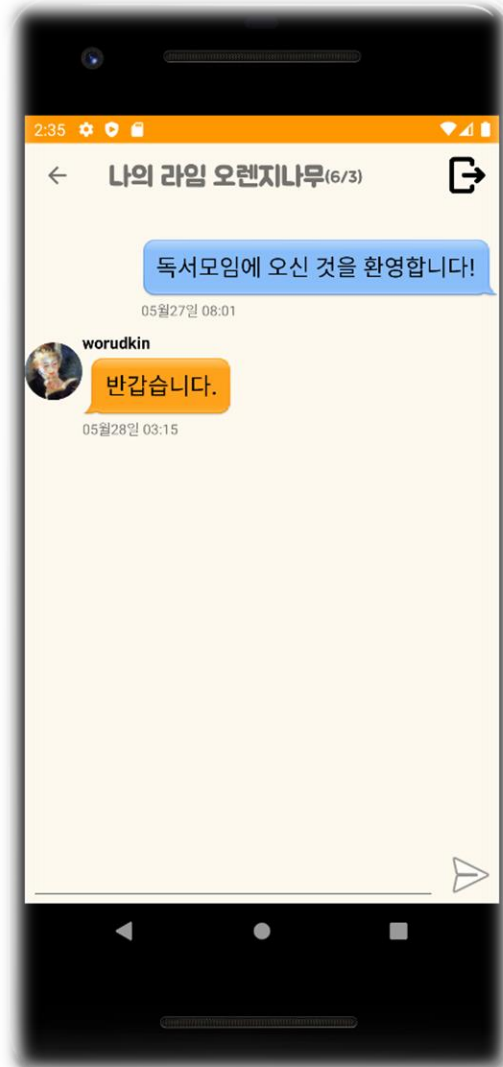 2:35
나의 라임 오렌지나무(6/3)
독서모임에 오신 것을 환영합니다!
05월27일 08:01
worudkin
반갑습니다.
05월28일 03:15